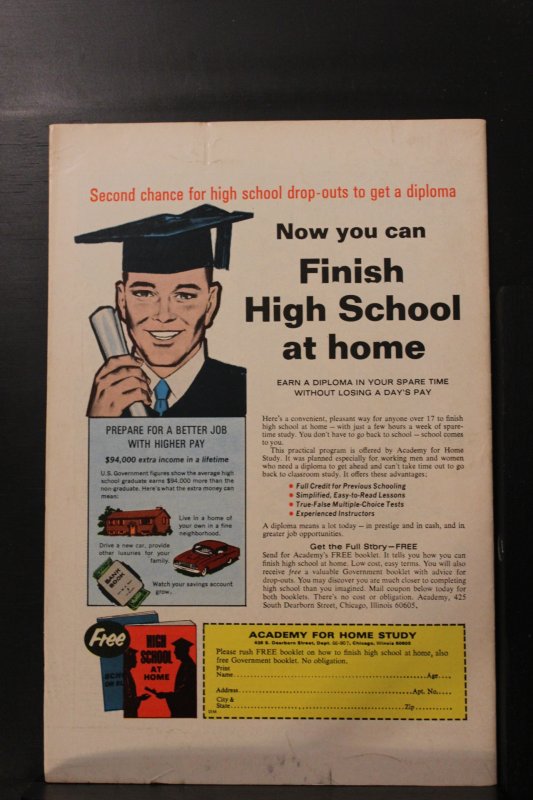 Second chance for high school drop-outs to get a diploma
Now you can
Finish
High School
at home
EARN A DIPLOMA IN YOUR SPARE TIME
WITHOUT LOSING A DAY'S PAY
PREPARE FOR A BETTER JOB
WITH HIGHER PAY
$94,000 extra income in a lifetime
U.S. Government figures show the average high
school graduate earns $94,000 more than the
non-graduate. Here's what the extra money can
mean:
Live in a home of
your own in a fine
neighborhood.
Drive a new car, provide
other luxuries for your
family.
BANK
BOOK
Watch your savings account
grow.
Here's a convenient, pleasant way for anyone over 17 to finish
high school at home — with just a few hours a week of spare-
time study. You don't have to go back to school — school comes
to you.
This practical program is offered by Academy for Home
Study. It was planned especially for working men and women
who need a diploma to get ahead and can't take time out to go
back to classroom study. It offers these advantages:
• Full Credit for Previous Schooling
• Simplified, Easy-to-Read Lessons
• True-False Multiple-Choice Tests
• Experienced Instructors
A diploma means a lot today — in prestige and in cash, and in
greater job opportunities.
Get the Full Story—FREE
Send for Academy's FREE booklet. It tells you how you can
finish high school at home. Low cost, easy terms. You will also
receive free a valuable Government booklet with advice for
drop-outs. You may discover you are much closer to completing
high school than you imagined. Mail coupon below today for
both booklets. There's no cost or obligation. Academy, 425
South Dearborn Street, Chicago, Illinois 60605.
Free
HIGH
SCHOOL
AT
HOME
ACADEMY FOR HOME STUDY
Chicago, Illinois 60605
Please rush FREE booklet on how to finish high school at home, also
free Government booklet. No obligation.
Print
Name Age
Address Apt. No.
City &
State Zip